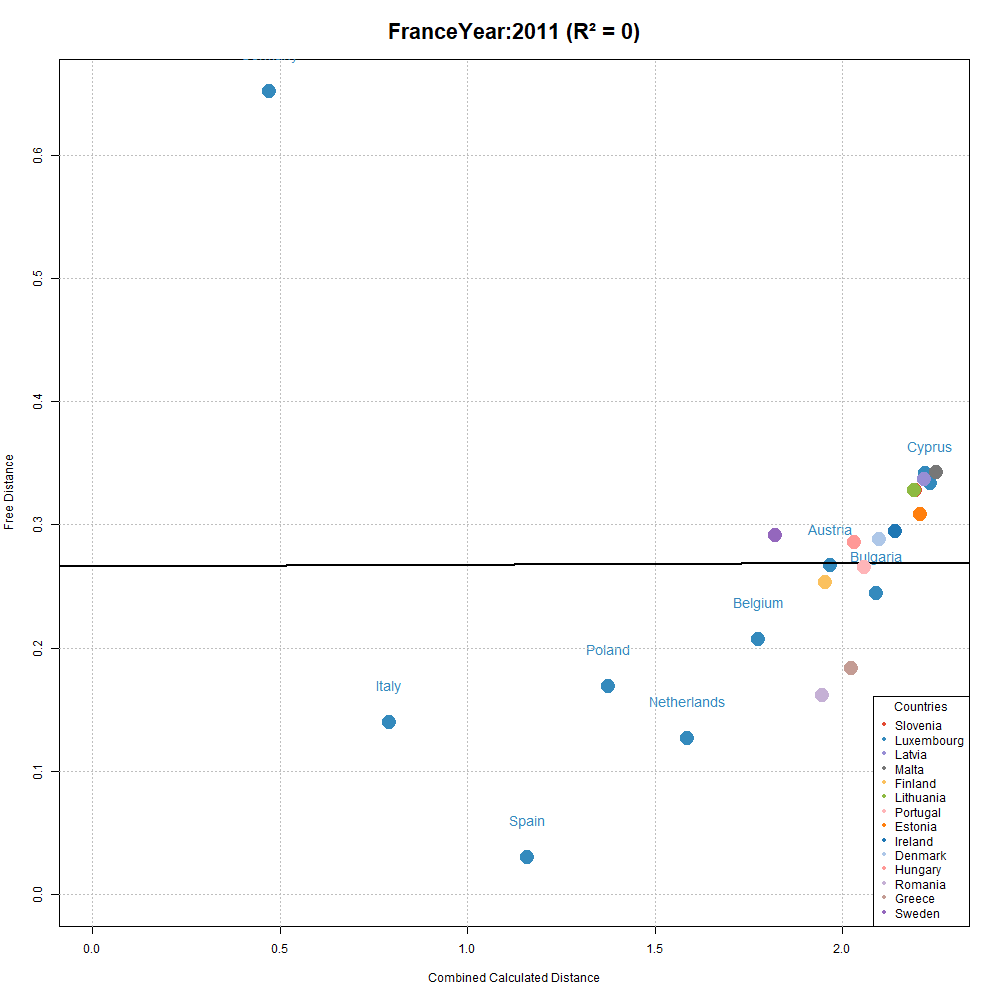 FranceYear:2011 (R² = 0)
Free Distance
0.6
0.5
0.4
0.3
0.2
0.1
0.0
Cyprus
Austria
Bulgaria
Belgium
Poland
Italy
Netherlands
Spain
Countries
Slovenia
Luxembourg
Latvia
Malta
Finland
Lithuania
Portugal
Estonia
Ireland
Denmark
Hungary
Romania
Greece
Sweden
0.0 0.5 1.0 1.5 2.0
Combined Calculated Distance